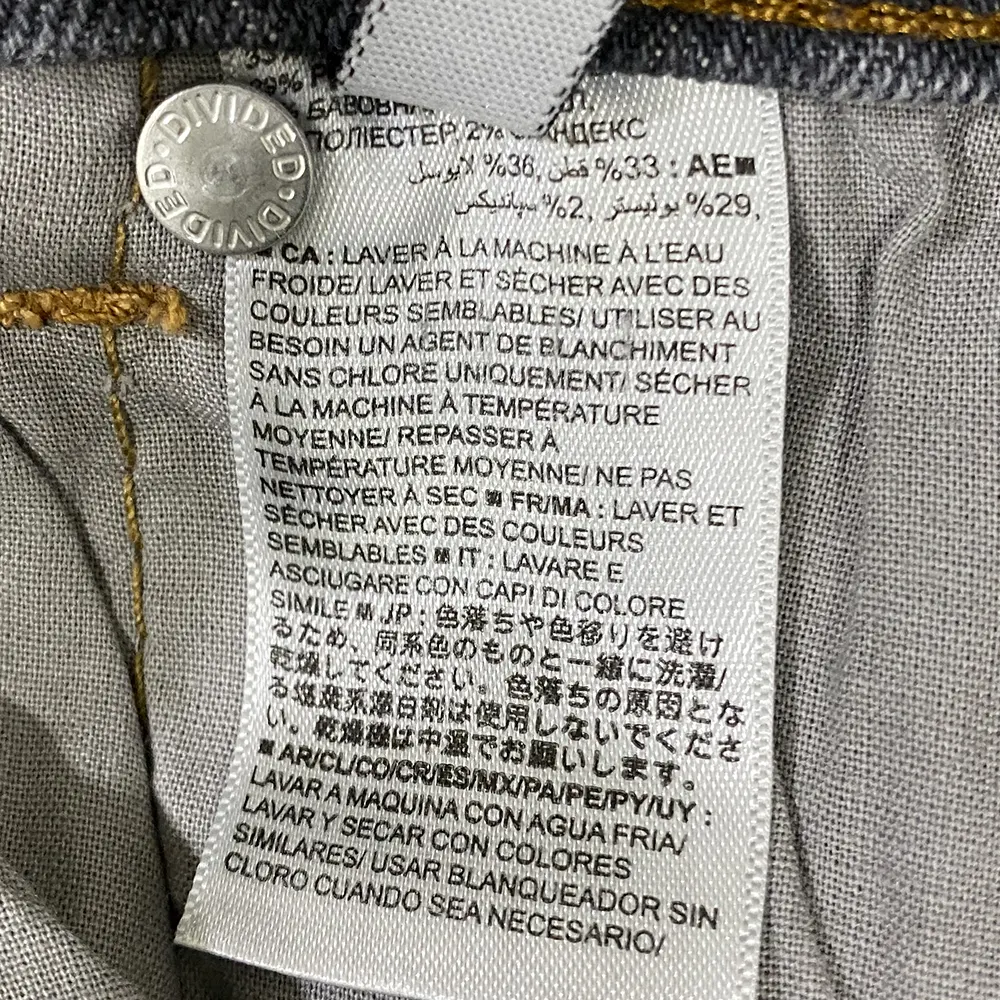 DIVIDED · DIVIDED ·
9%
БАВОВНА
ПОЛІЕСТЕР, 2%
AE : 33% قطن, 36% لايوسل
29% بوليستر, 2% سباندكس,
CA : LAVER À LA MACHINE À L'EAU
FROIDE/ LAVER ET SÉCHER AVEC DES
COULEURS SEMBLABLES/ UTILISER AU
BESOIN UN AGENT DE BLANCHIMENT
SANS CHLORE UNIQUEMENT/ SÉCHER
À LA MACHINE À TEMPÉRATURE
MOYENNE/ REPASSER À
TEMPÉRATURE MOYENNE/ NE PAS
NETTOYER À SEC ■ FR/MA : LAVER ET
SÉCHER AVEC DES COULEURS
SEMBLABLES ■ IT : LAVARE E
ASCIUGARE CON CAPI DI COLORE
SIMILE ■ JP : 色落ちや色移りを避け
るため、同系色のものと一緒に洗濯/
乾燥してください。色落ちの原因とな
る塩素系漂白剤は使用しないでくださ
い。乾燥機は中温でお願いします。
■ AR/CL/CO/CR/ES/MX/PA/PE/PY/UY :
LAVAR A MAQUINA CON AGUA FRIA/
LAVAR Y SECAR CON COLORES
SIMILARES/ USAR BLANQUEADOR SIN
CLORO CUANDO SEA NECESARIO/